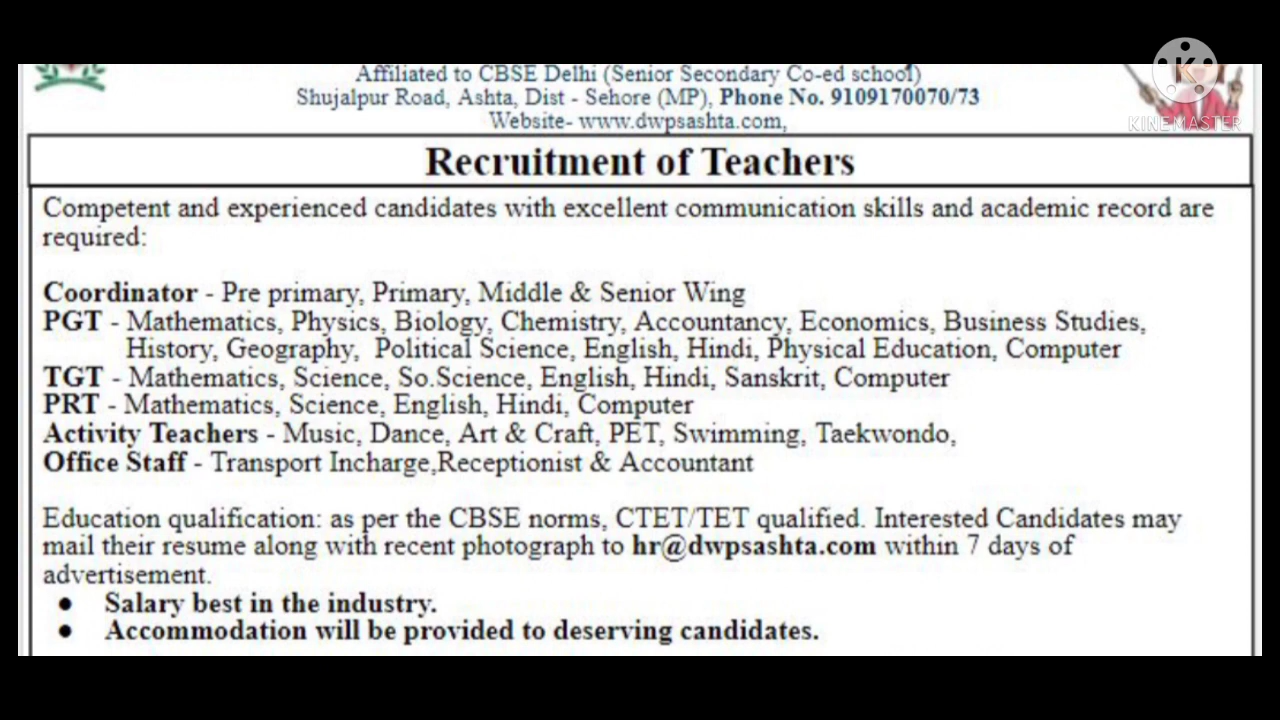 Affiliated to CBSE Delhi (Senior Secondary Co-ed school)
Shujalpur Road, Ashta, Dist - Sehore (MP), Phone No. 9109170070/73
Website- www.dwpsashta.com,
KINEMASTER
Recruitment of Teachers
Competent and experienced candidates with excellent communication skills and academic record are
required:
Coordinator - Pre primary, Primary, Middle & Senior Wing
PGT - Mathematics, Physics, Biology, Chemistry, Accountancy, Economics, Business Studies,
History, Geography, Political Science, English, Hindi, Physical Education, Computer
TGT - Mathematics, Science, So.Science, English, Hindi, Sanskrit, Computer
PRT - Mathematics, Science, English, Hindi, Computer
Activity Teachers - Music, Dance, Art & Craft, PET, Swimming, Taekwondo,
Office Staff - Transport Incharge,Receptionist & Accountant
Education qualification: as per the CBSE norms, CTET/TET qualified. Interested Candidates may
mail their resume along with recent photograph to hr@dwpsashta.com within 7 days of
advertisement.
● Salary best in the industry.
● Accommodation will be provided to deserving candidates.